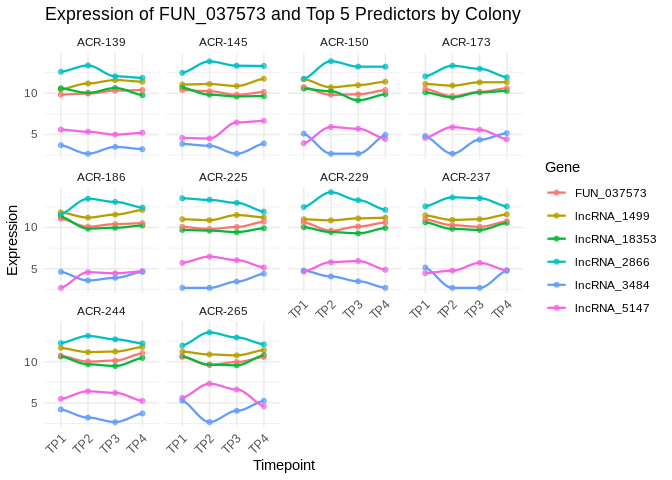 Expression of FUN_037573 and Top 5 Predictors by Colony
ACR-139 ACR-145 ACR-150 ACR-173
10
5
ACR-186 ACR-225 ACR-229 ACR-237
10
5
TP1 TP2 TP3 TP4 TP1 TP2 TP3 TP4
ACR-244 ACR-265
10
5
TP1 TP2 TP3 TP4 TP1 TP2 TP3 TP4
Timepoint
Expression
Gene
FUN_037573
lncRNA_1499
lncRNA_18353
lncRNA_2866
lncRNA_3484
lncRNA_5147